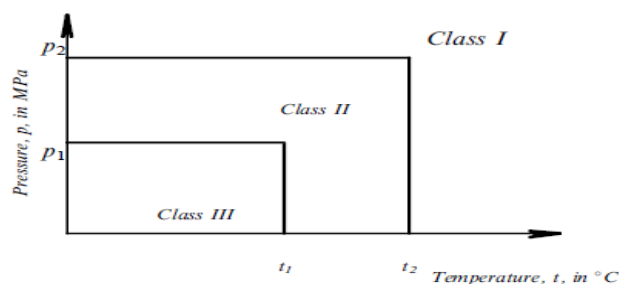 p2
Class I
Class II
p1
Class III
Pressure, p, in MPa
t1
t2
Temperature, t, in °C